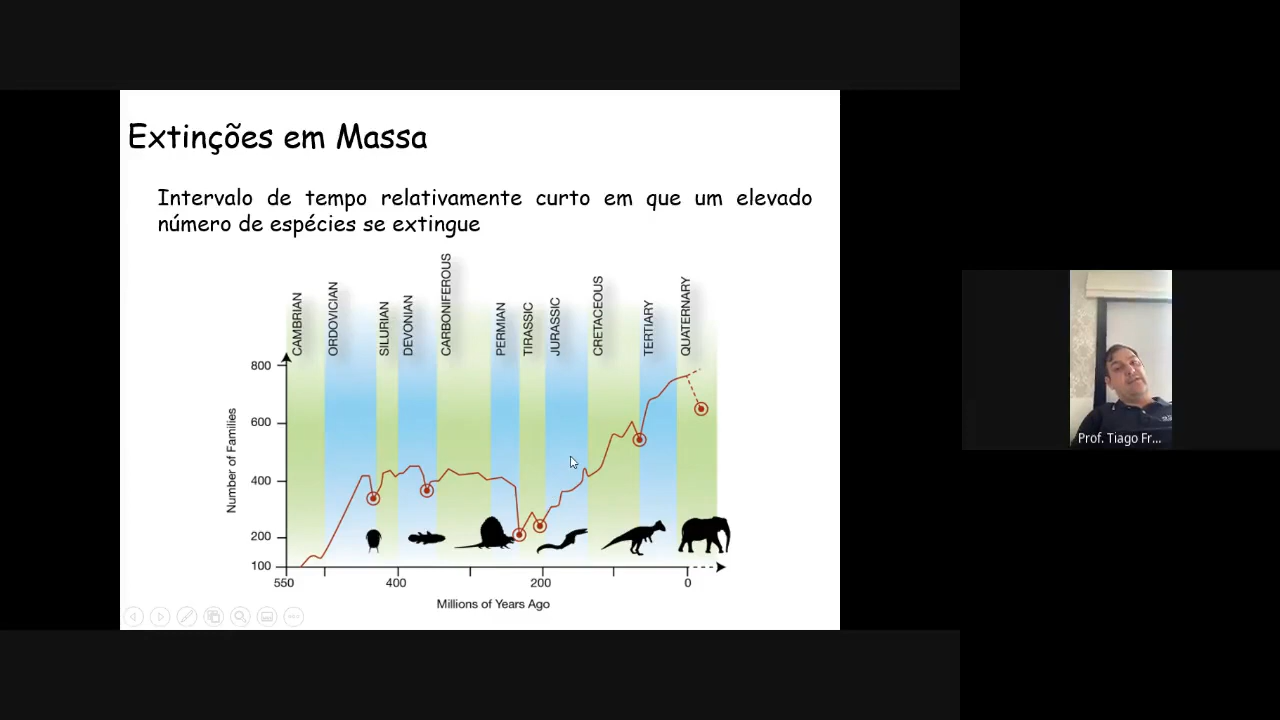 Extinções em Massa
Intervalo de tempo relativamente curto em que um elevado
número de espécies se extingue
CAMBRIAN
ORDOVICIAN
SILURIAN
DEVONIAN
CARBONIFEROUS
PERMIAN
TIRASSIC
JURASSIC
CRETACEOUS
TERTIARY
QUATERNARY
Number of Families
800
600
400
200
100
550
400
200
0
Millions of Years Ago
Prof. Tiago Fr...